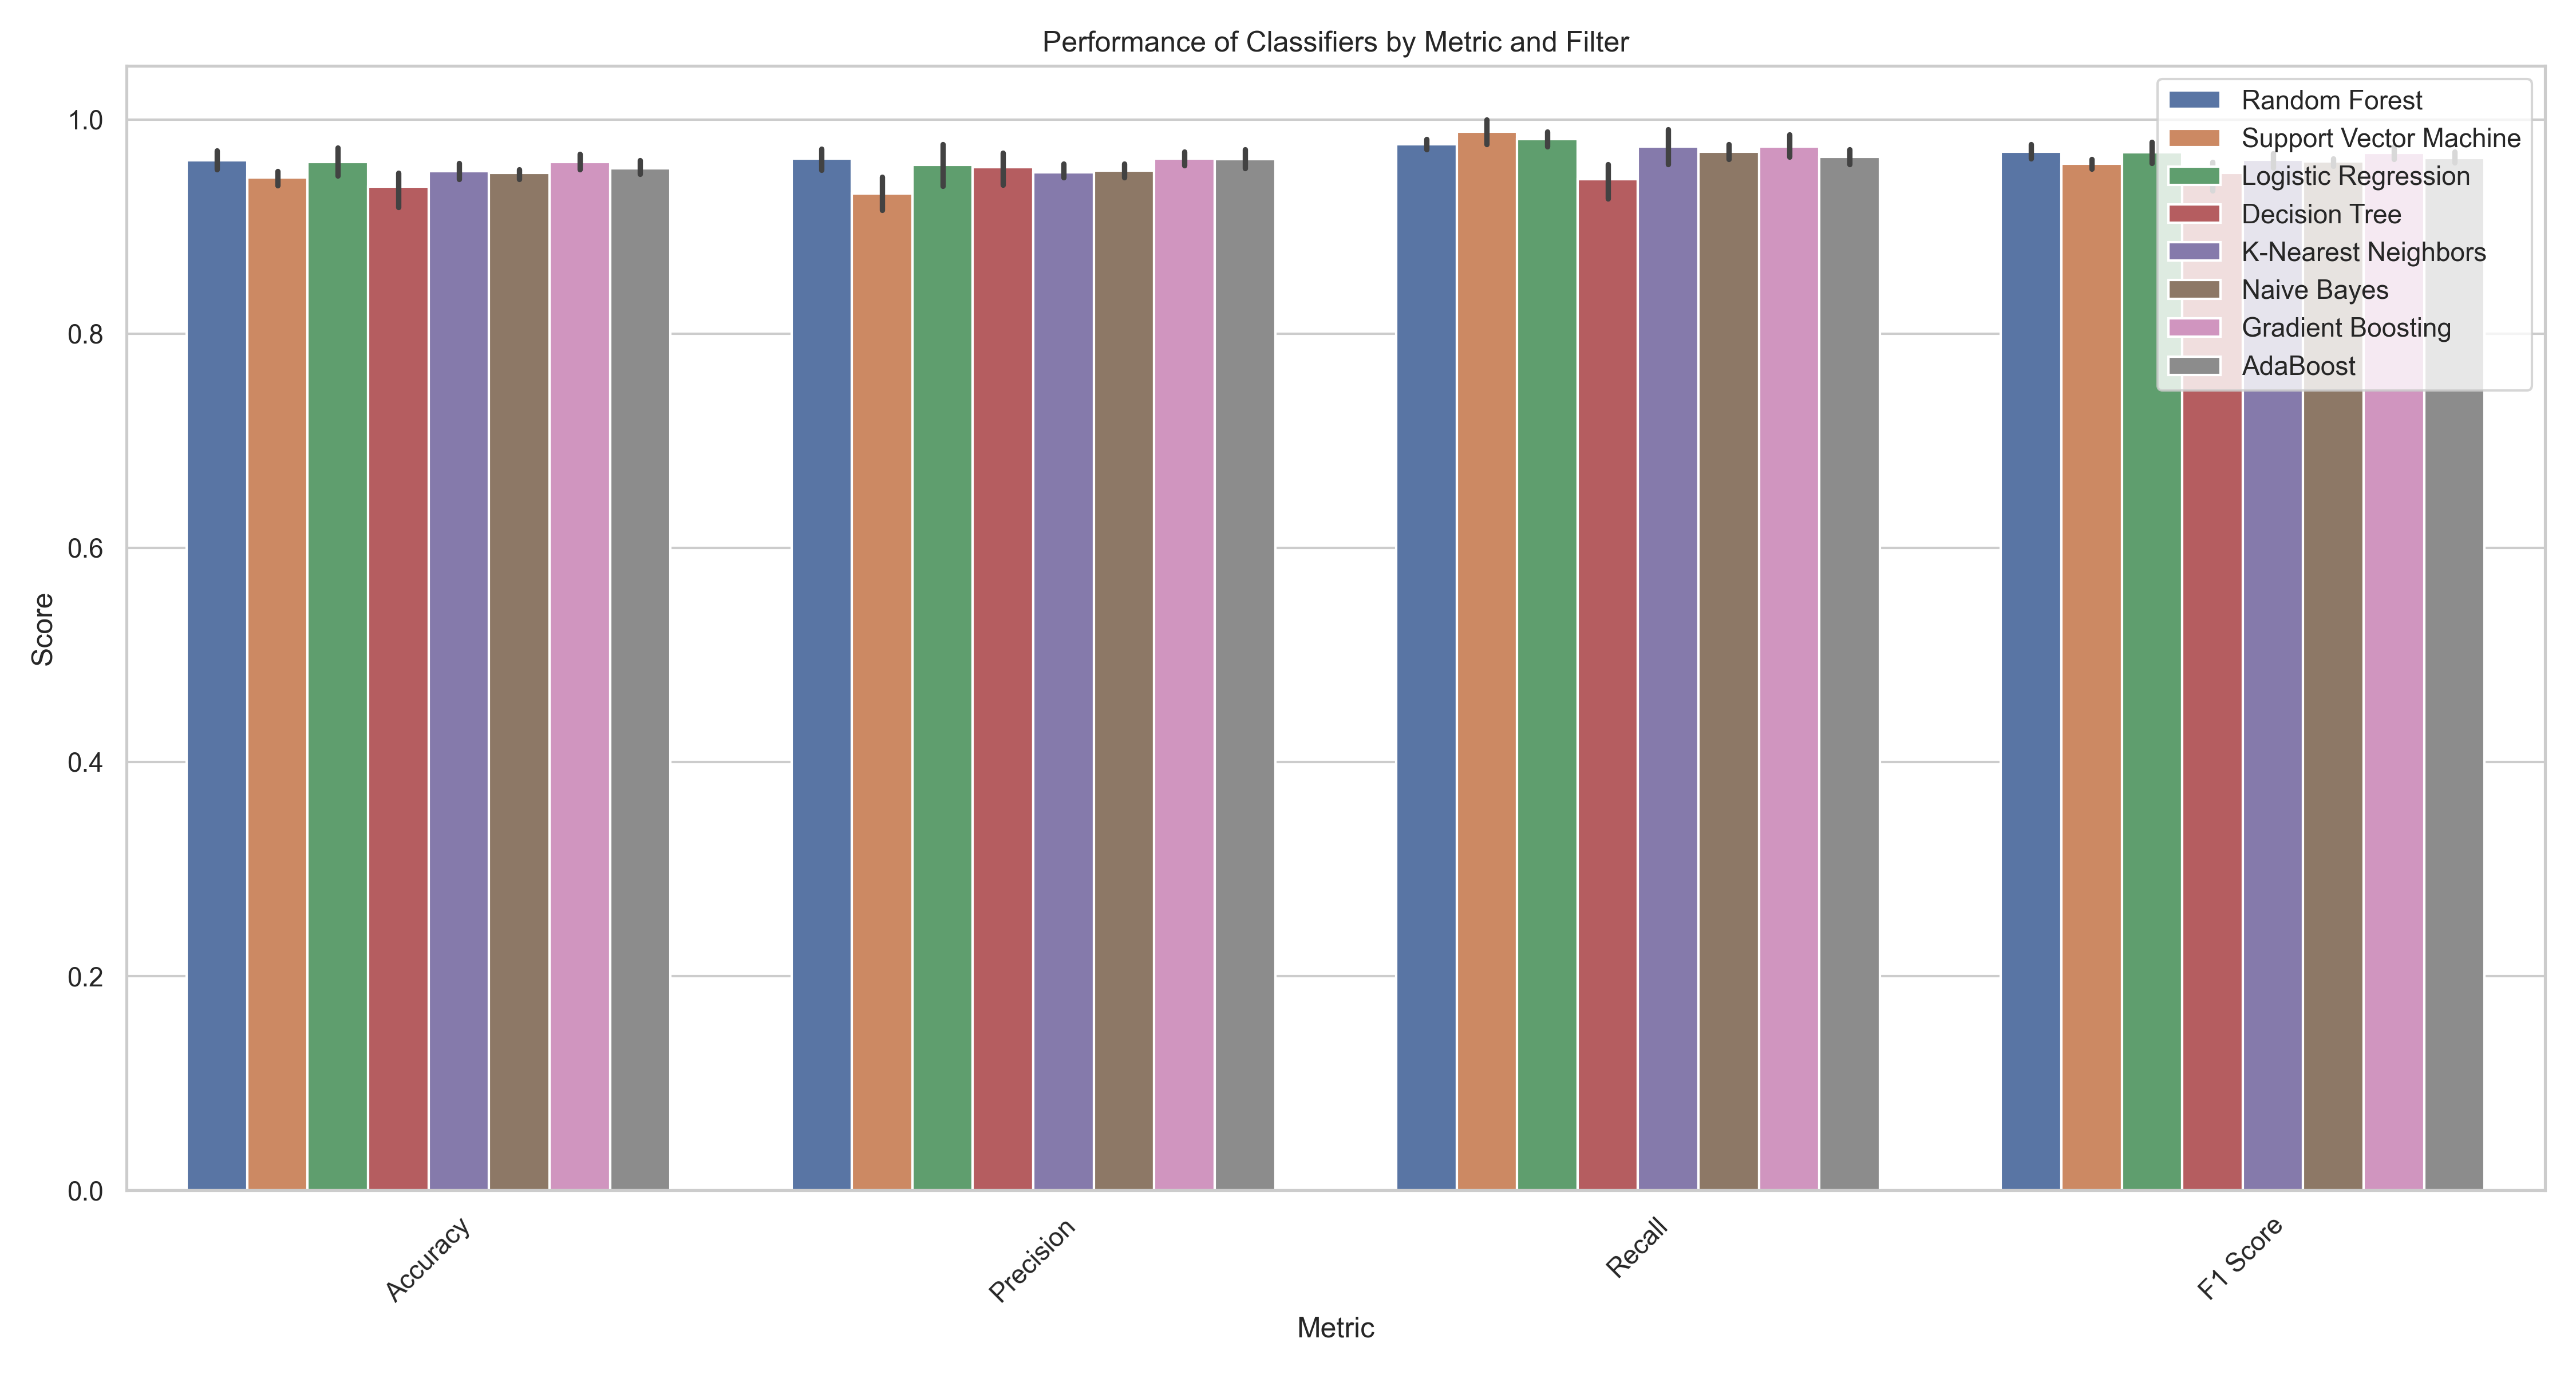 Performance of Classifiers by Metric and Filter
Random Forest
Support Vector Machine
Logistic Regression
Decision Tree
K-Nearest Neighbors
Naive Bayes
Gradient Boosting
AdaBoost
1.0
0.8
0.6
0.4
0.2
0.0
Score
Accuracy
Precision
Recall
F1 Score
Metric